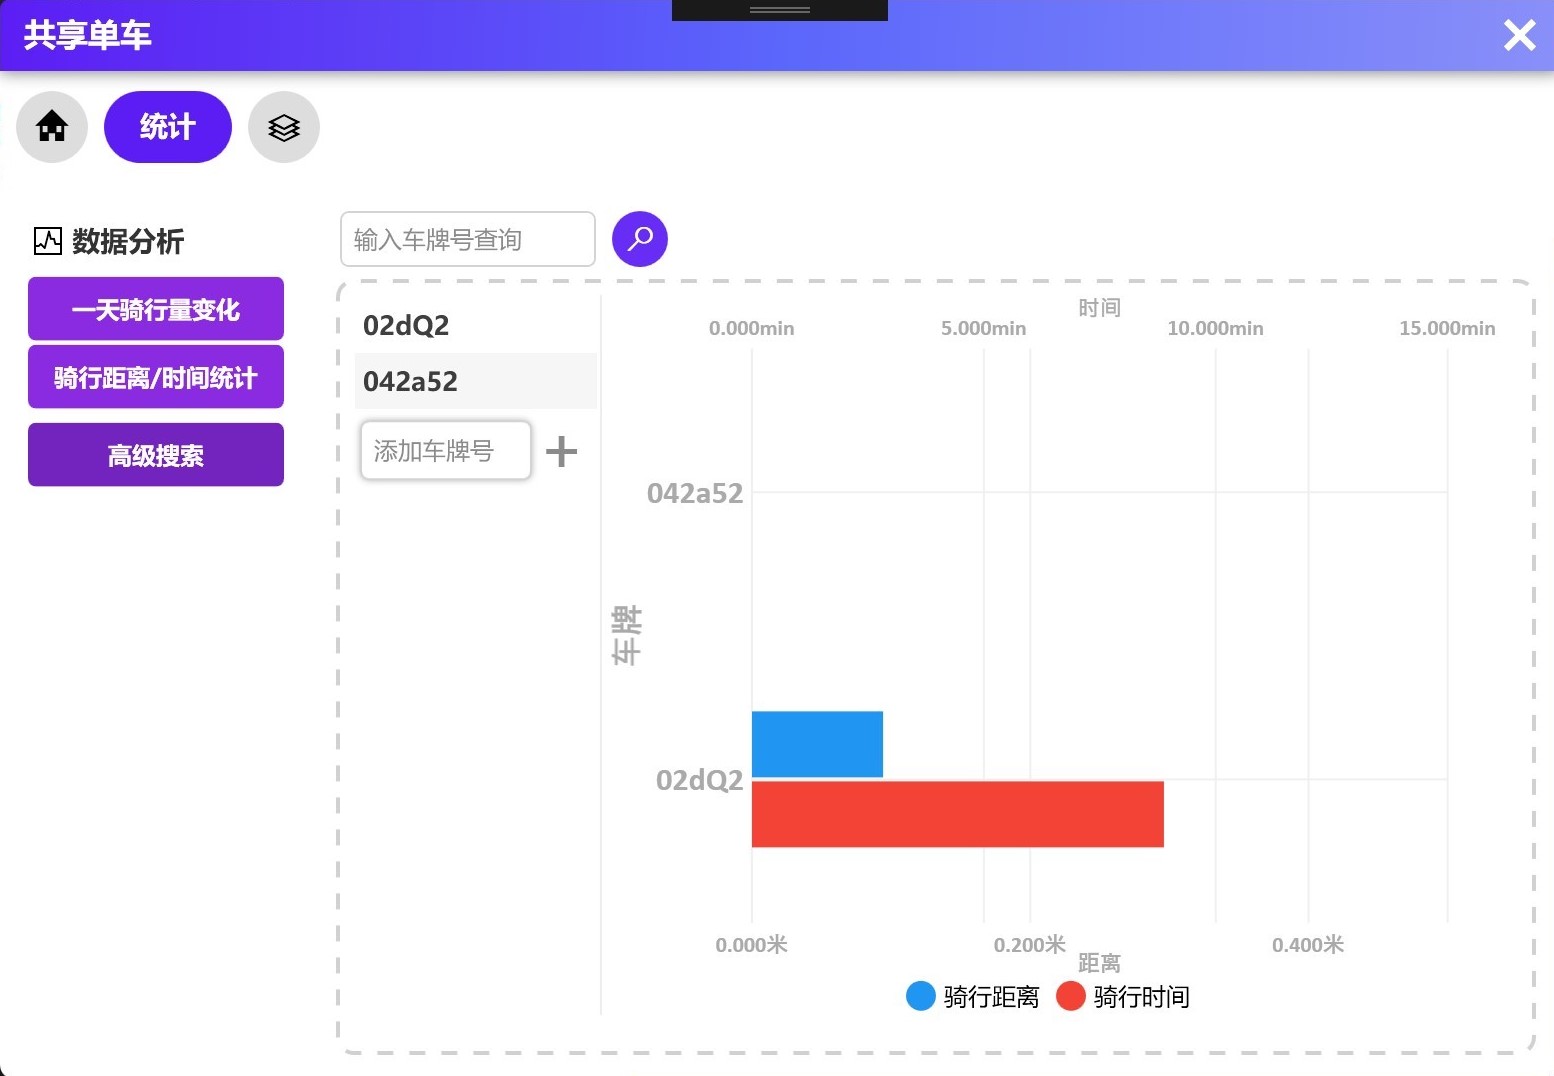 共享单车
统计
数据分析
一天骑行量变化
骑行距离/时间统计
高级搜索
输入车牌号查询
02dQ2
042a52
添加车牌号
时间
0.000min 5.000min 10.000min 15.000min
042a52
车牌
02dQ2
0.000米 0.200米 0.400米
距离
骑行距离 骑行时间